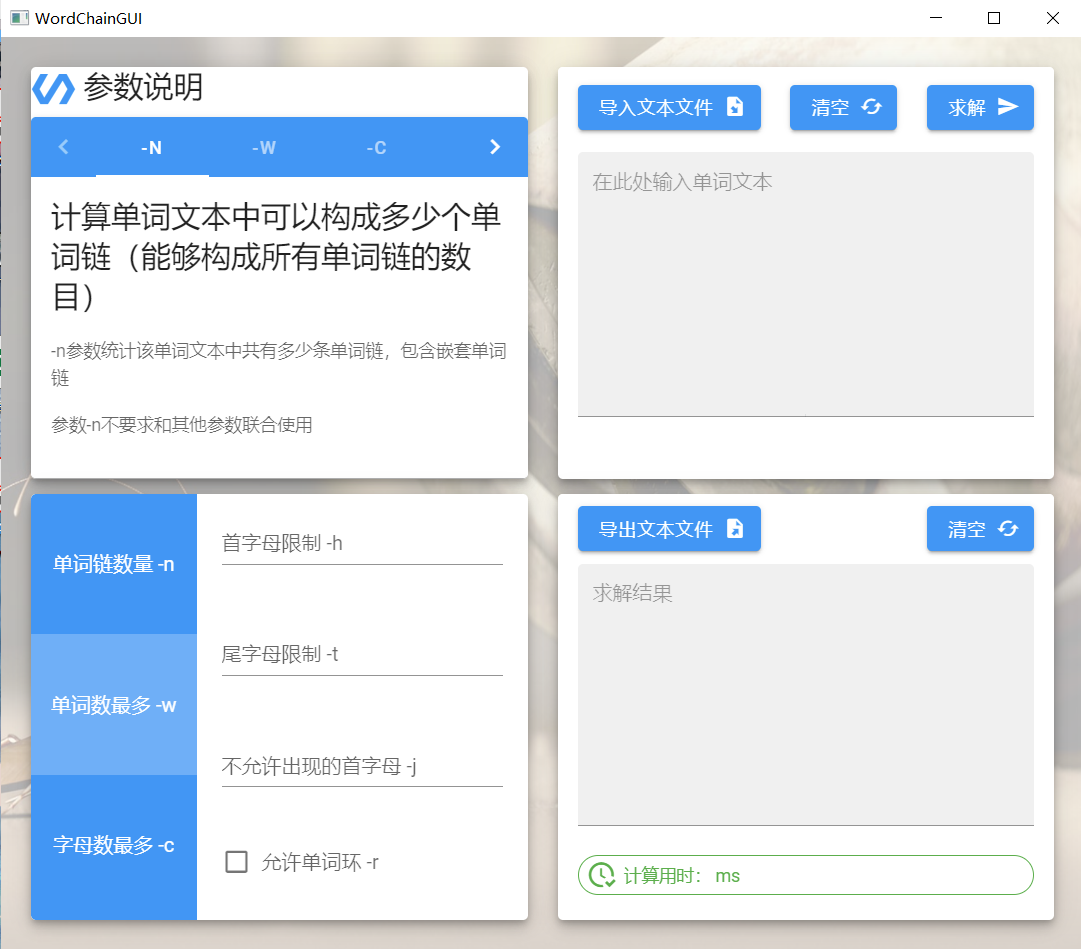 WordChainGUI
参数说明
-N -W -C
计算单词文本中可以构成多少个单
词链（能够构成所有单词链的数
目）
-n参数统计该单词文本中共有多少条单词链，包含嵌套单词
链
参数-n不要求和其他参数联合使用
导入文本文件 清空 求解
在此处输入单词文本
单词链数量 -n
单词数最多 -w
字母数最多 -c
首字母限制 -h
尾字母限制 -t
不允许出现的首字母 -j
允许单词环 -r
导出文本文件 清空
求解结果
计算用时： ms